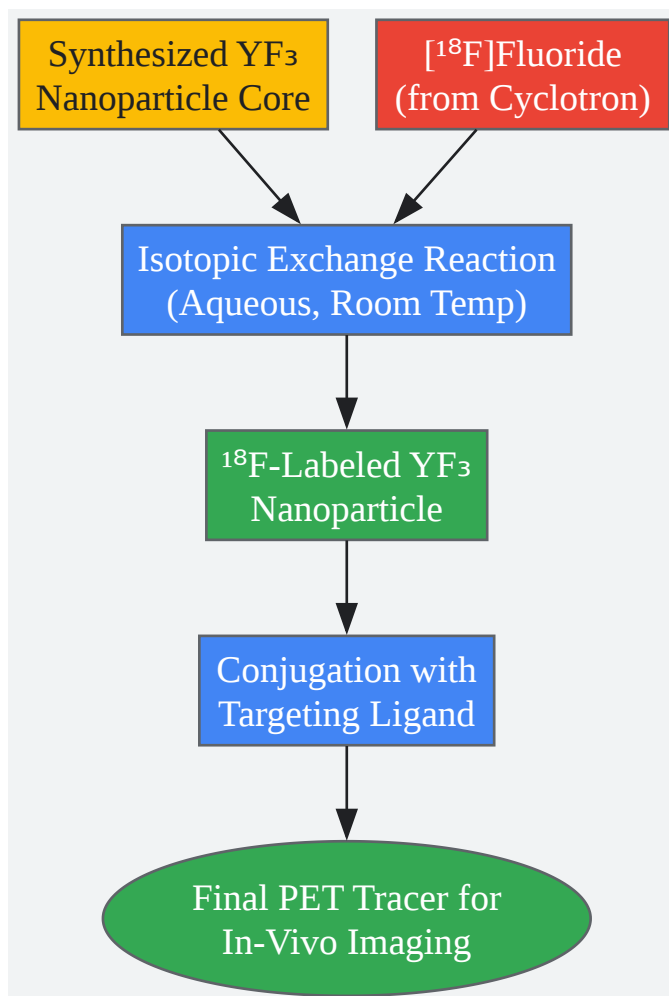 Synthesized YF₃
Nanoparticle Core
[¹⁸F]Fluoride
(from Cyclotron)
Isotopic Exchange Reaction
(Aqueous, Room Temp)
¹⁸F-Labeled YF₃
Nanoparticle
Conjugation with
Targeting Ligand
Final PET Tracer for
In-Vivo Imaging